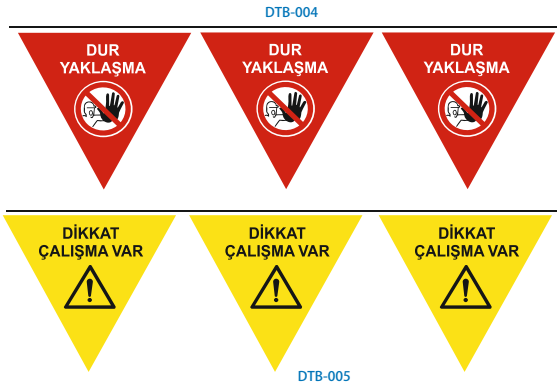 DTB-004
DUR
YAKLAŞMA
DUR
YAKLAŞMA
DUR
YAKLAŞMA
DİKKAT
ÇALIŞMA VAR
DİKKAT
ÇALIŞMA VAR
DİKKAT
ÇALIŞMA VAR
DTB-005